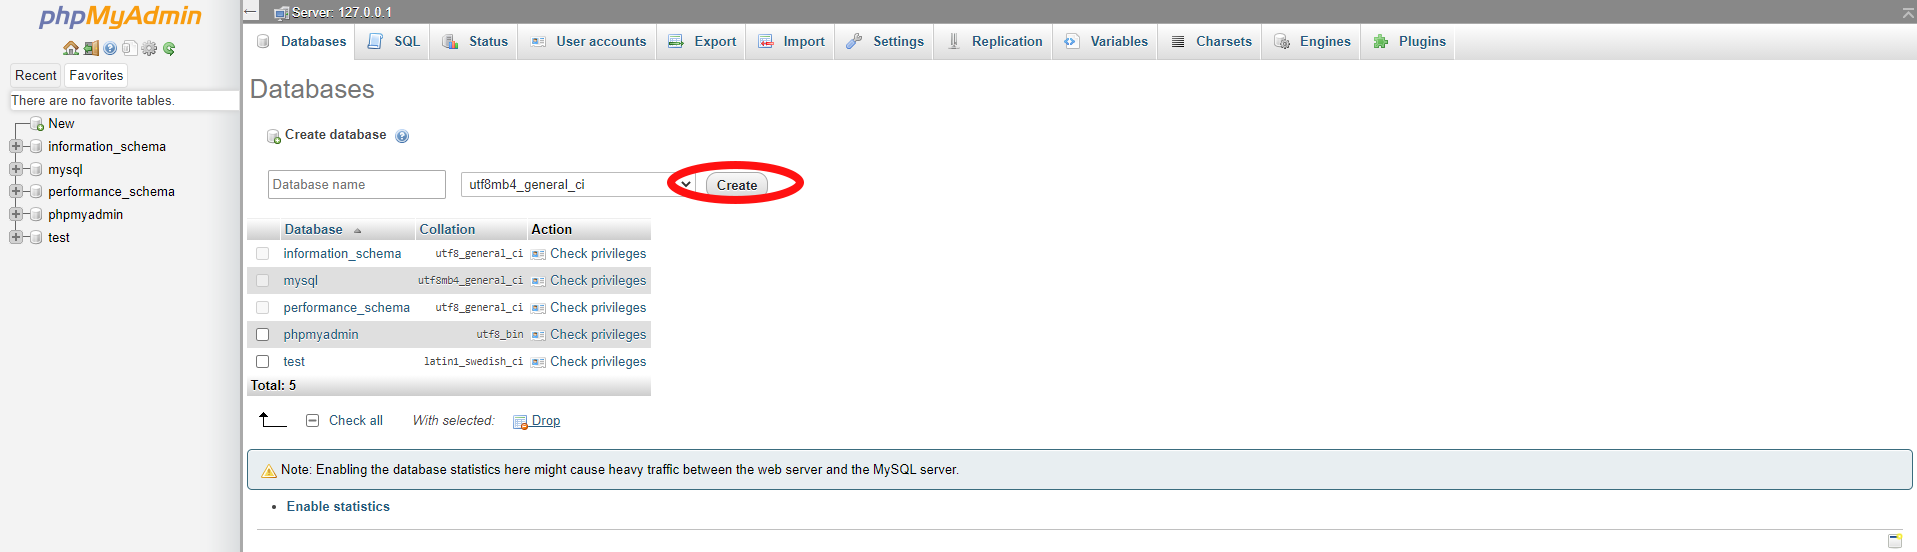 phpMyAdmin
Recent Favorites
There are no favorite tables.
New
information_schema
mysql
performance_schema
phpmyadmin
test
Server: 127.0.0.1
Databases SQL Status User accounts Export Import Settings Replication Variables Charsets Engines Plugins
Databases
Create database
Database name utf8mb4_general_ci Create
Database Collation Action
information_schema utf8_general_ci Check privileges
mysql utf8mb4_general_ci Check privileges
performance_schema utf8_general_ci Check privileges
phpmyadmin utf8_bin Check privileges
test latin1_swedish_ci Check privileges
Total: 5
Check all With selected: Drop
Note: Enabling the database statistics here might cause heavy traffic between the web server and the MySQL server.
• Enable statistics